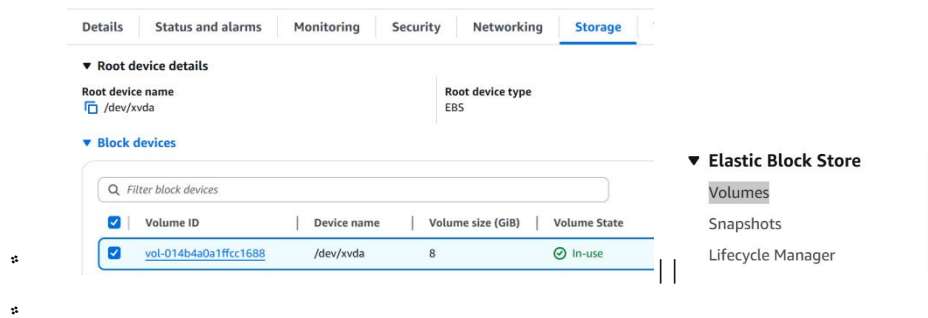 Details Status and alarms Monitoring Security Networking Storage
▼ Root device details
Root device name Root device type
/dev/xvda EBS
▼ Block devices
Filter block devices
Volume ID Device name Volume size (GiB) Volume State
vol-014b4a0a1ffcc1688 /dev/xvda 8 In-use
▼ Elastic Block Store
Volumes
Snapshots
Lifecycle Manager